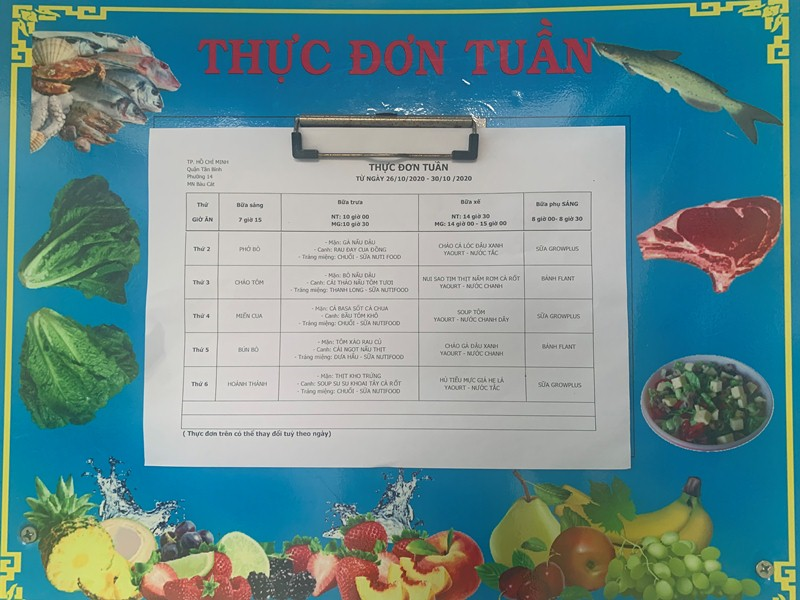 THỰC ĐƠN TUẦN
TP. HỒ CHÍ MINH
Quận Tân Bình
Phường 14
MN Bàu Cát
THỰC ĐƠN TUẦN
TỪ NGÀY 26/10/2020 - 30/10 /2020
Thứ
GIỜ ĂN
Bữa sáng
7 giờ 15
Bữa trưa
NT: 10 giờ 00
MG:10 giờ 30
Bữa xế
NT: 14 giờ 30
MG: 14 giờ 00 - 15 giờ 00
Bữa phụ SÁNG
8 giờ 00- 8 giờ 30
Thứ 2
PHỞ BÒ
- Mặn: GÀ NẤU ĐẬU
- Canh: RAU ĐAY CUA ĐỒNG
- Tráng miệng: CHUỐI - SỮA NUTI FOOD
CHÁO CÁ LÓC ĐẬU XANH
YAOURT - NƯỚC TẮC
SỮA GROWPLUS
Thứ 3
CHÁO TÔM
- Mặn: BÒ NẤU ĐẬU
- Canh: CẢI THẢO NẤU TÔM TƯƠI
- Tráng miệng: THANH LONG - SỮA NUTIFOOD
NUI SAO TIM THỊT NẤM RƠM CÀ RỐT
YAOURT - NƯỚC CHANH
BÁNH FLANT
Thứ 4
MIẾN CUA
- Mặn: CÁ BASA SỐT CÀ CHUA
- Canh: BẦU TÔM KHÔ
- Tráng miệng: CHUỐI - SỮA NUTIFOOD
SOUP TÔM
YAOURT - NƯỚC CHANH DÂY
SỮA GROWPLUS
Thứ 5
BÚN BÒ
- Mặn: TÔM XÀO RAU CỦ
- Canh: CẢI NGỌT NẤU THỊT
- Tráng miệng: DƯA HẤU - SỮA NUTIFOOD
CHÁO GÀ ĐẬU XANH
YAOURT - NƯỚC CHANH
BÁNH FLANT
Thứ 6
HOÀNH THÁNH
- Mặn: THỊT KHO TRỨNG
- Canh: SOUP SU SU KHOAI TÂY CÀ RỐT
- Tráng miệng: CHUỐI - SỮA NUTIFOOD
HỦ TIẾU MỰC GIÁ HẸ LÁ
YAOURT - NƯỚC TẮC
SỮA GROWPLUS
( Thực đơn trên có thể thay đổi tuỳ theo ngày)